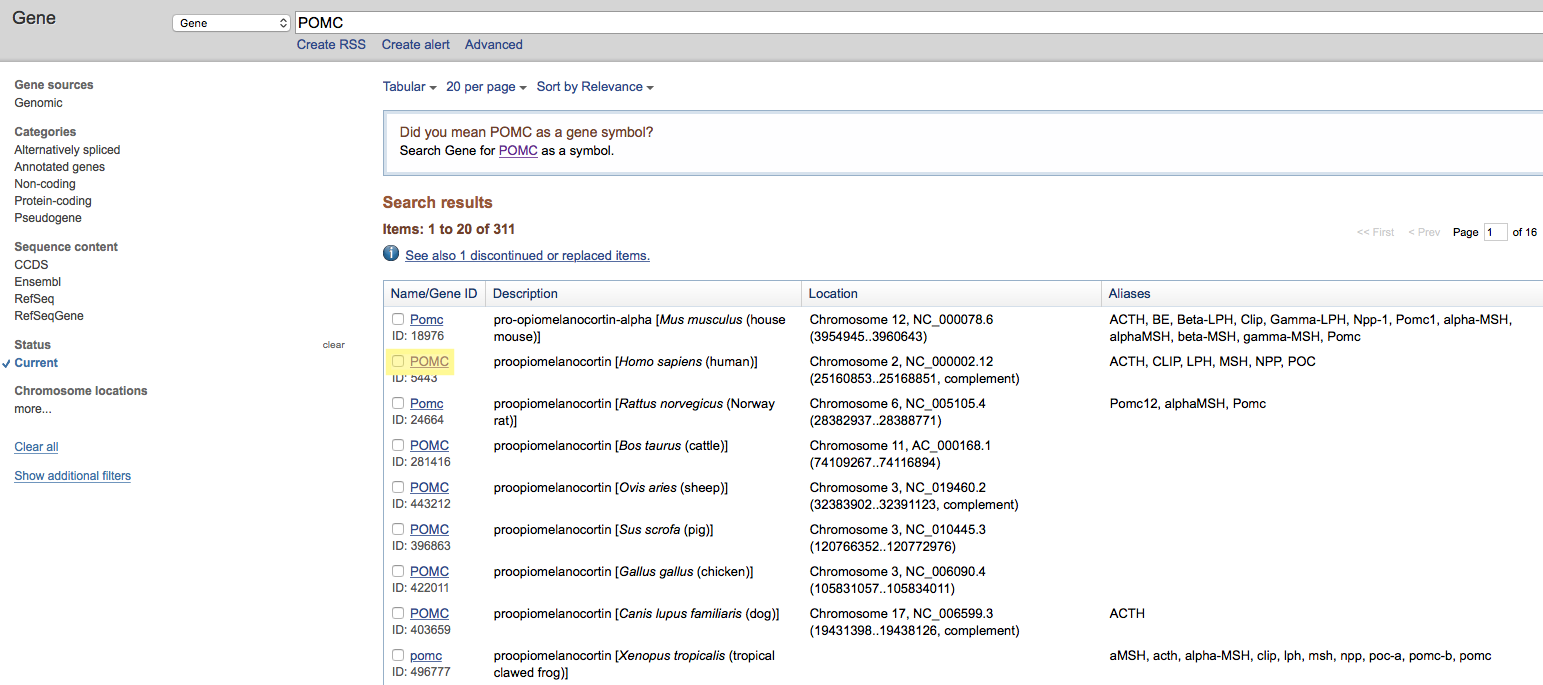 Gene
Gene
POMC
Create RSS Create alert Advanced
Gene sources
Genomic
Categories
Alternatively spliced
Annotated genes
Non-coding
Protein-coding
Pseudogene
Sequence content
CCDS
Ensembl
RefSeq
RefSeqGene
Status clear
Current
Chromosome locations
more...
Clear all
Show additional filters
Tabular 20 per page Sort by Relevance
Did you mean POMC as a gene symbol?
Search Gene for POMC as a symbol.
Search results
Items: 1 to 20 of 311
<< First < Prev Page 1 of 16
See also 1 discontinued or replaced items.
Name/Gene ID Description Location Aliases
Pomc pro-opiomelanocortin-alpha [Mus musculus (house Chromosome 12, NC_000078.6 ACTH, BE, Beta-LPH, Clip, Gamma-LPH, Npp-1, Pomc1, alpha-MSH,
ID: 18976 mouse)] (3954945..3960643) alphaMSH, beta-MSH, gamma-MSH, Pomc
POMC proopiomelanocortin [Homo sapiens (human)] Chromosome 2, NC_000002.12 ACTH, CLIP, LPH, MSH, NPP, POC
ID: 5443 (25160853..25168851, complement)
Pomc proopiomelanocortin [Rattus norvegicus (Norway Chromosome 6, NC_005105.4 Pomc12, alphaMSH, Pomc
ID: 24664 rat)] (28382937..28388771)
POMC proopiomelanocortin [Bos taurus (cattle)] Chromosome 11, AC_000168.1
ID: 281416 (74109267..74116894)
POMC proopiomelanocortin [Ovis aries (sheep)] Chromosome 3, NC_019460.2
ID: 443212 (32383902..32391123, complement)
POMC proopiomelanocortin [Sus scrofa (pig)] Chromosome 3, NC_010445.3
ID: 396863 (120766352..120772976)
POMC proopiomelanocortin [Gallus gallus (chicken)] Chromosome 3, NC_006090.4
ID: 422011 (105831057..105834011)
POMC proopiomelanocortin [Canis lupus familiaris (dog)] Chromosome 17, NC_006599.3 ACTH
ID: 403659 (19431398..19438126, complement)
pomc proopiomelanocortin [Xenopus tropicalis (tropical aMSH, acth, alpha-MSH, clip, lph, msh, npp, poc-a, pomc-b, pomc
ID: 496777 clawed frog)]